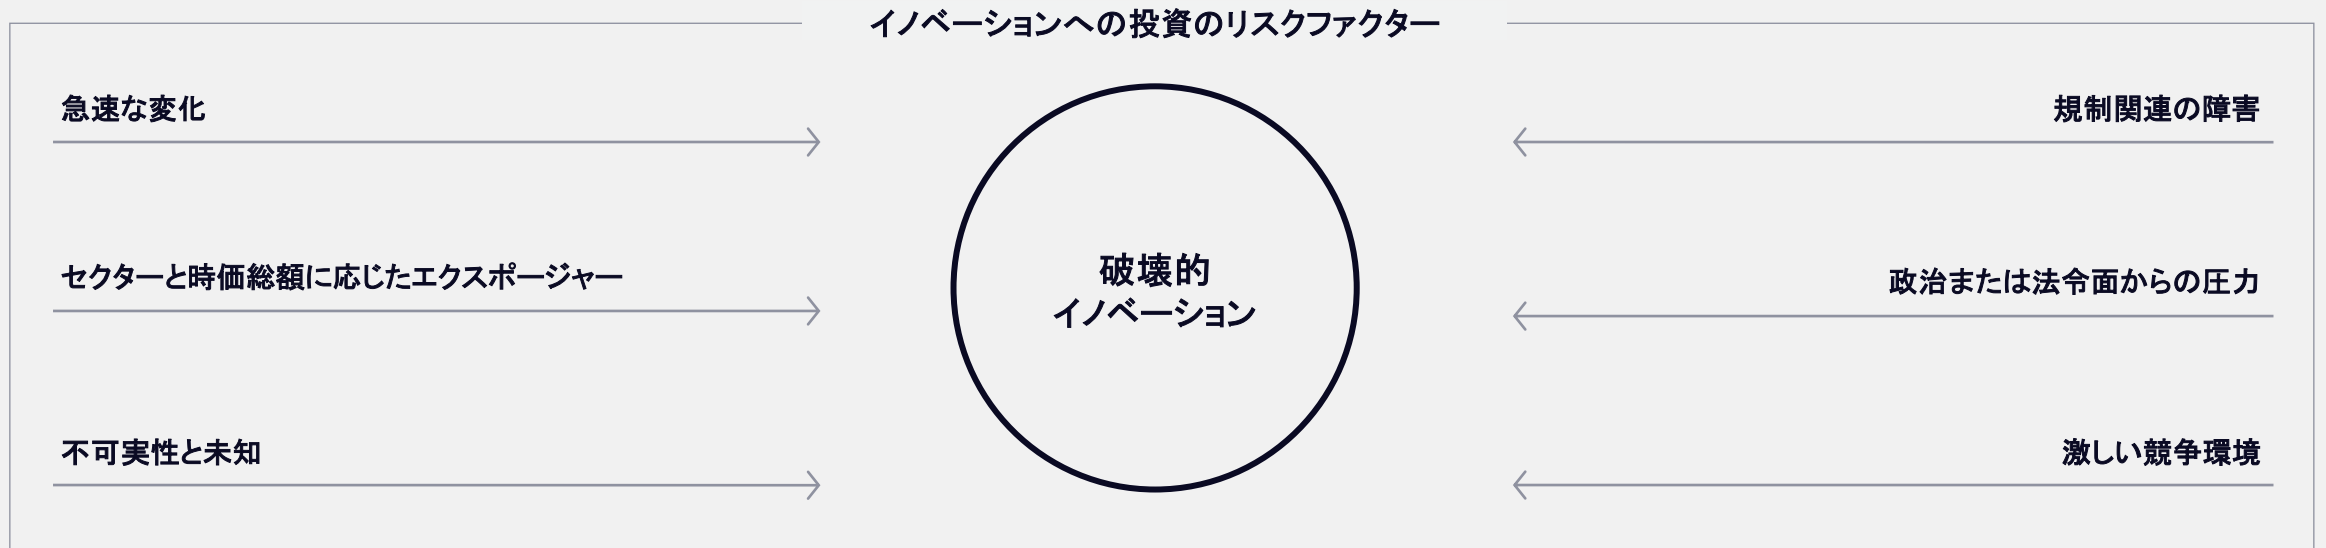 イノベーションへの投資のリスクファクター
急速な変化
規制関連の障害
セクターと時価総額に応じたエクスポージャー
政治または法令面からの圧力
破壊的
イノベーション
不可実性と未知
激しい競争環境